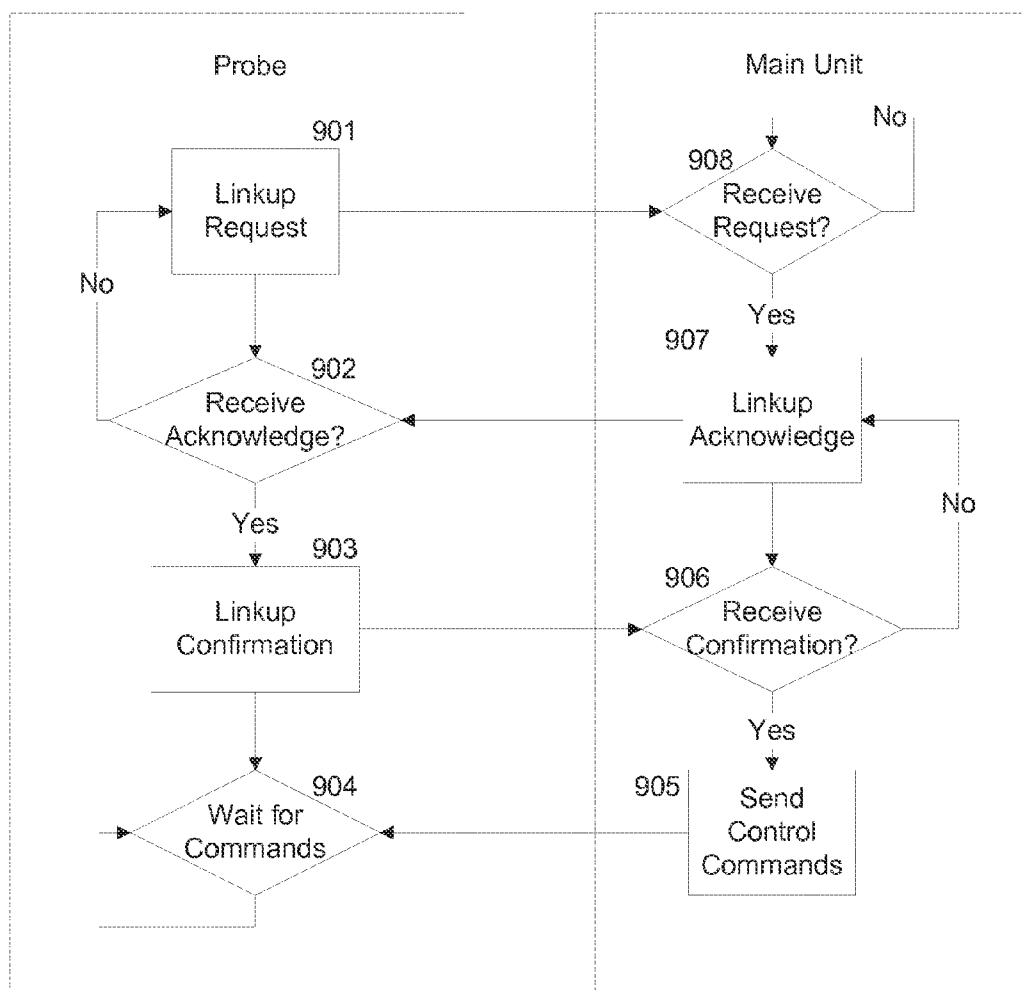 Probe
901
Linkup
Request
No
902
Receive
Acknowledge?
Yes
903
Linkup
Confirmation
904
Wait for
Commands
Main Unit
No
908
Receive
Request?
Yes
907
Linkup
Acknowledge
No
906
Receive
Confirmation?
Yes
905
Send
Control
Commands